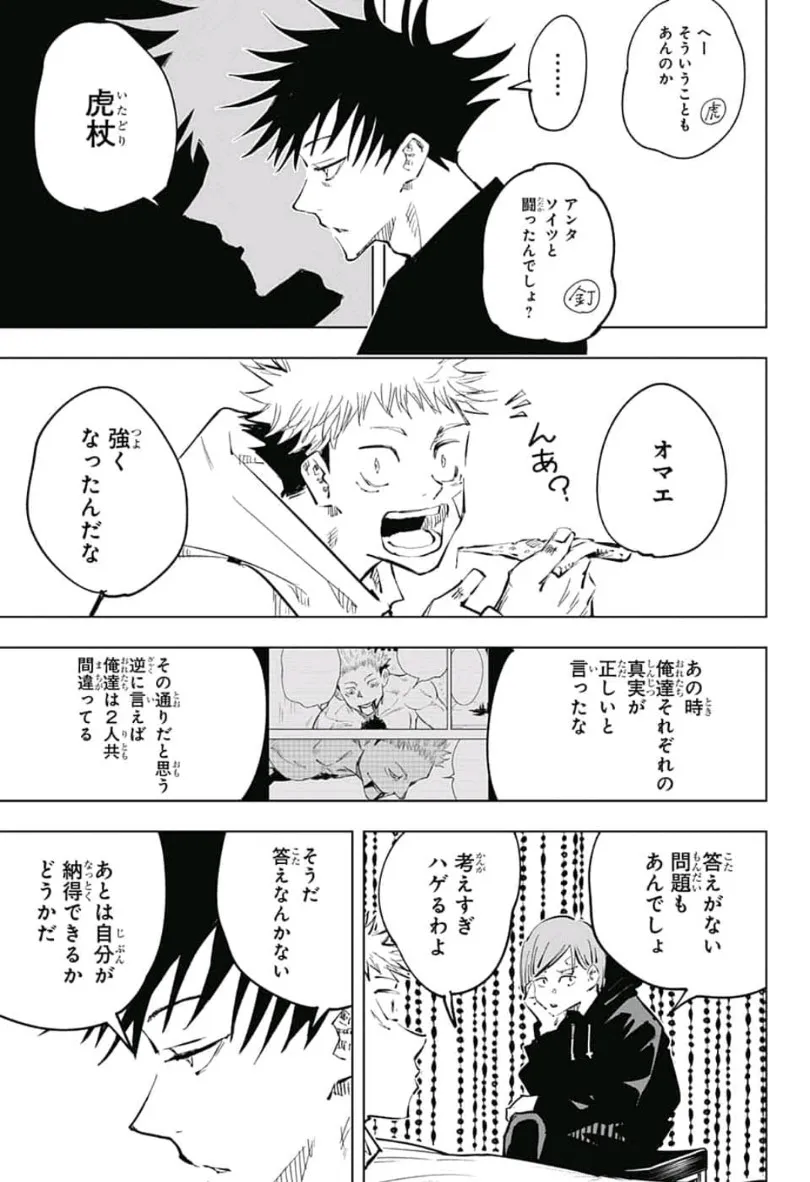 へー
そういうことも
あんのか
虎
‥‥‥
アンタ
ソイツと
闘ったんでしょ?
釘
虎杖
オマエ
んあ?
強く
なったんだな
あの時
俺達それぞれの
真実が
正しいと
言ったな
その通りだと思う
逆に言えば
俺達は2人共
間違ってる
答えがない
問題も
あんでしょ
考えすぎ
ハゲるわよ
そうだ
答えなんかない
あとは自分が
納得できるか
どうかだ